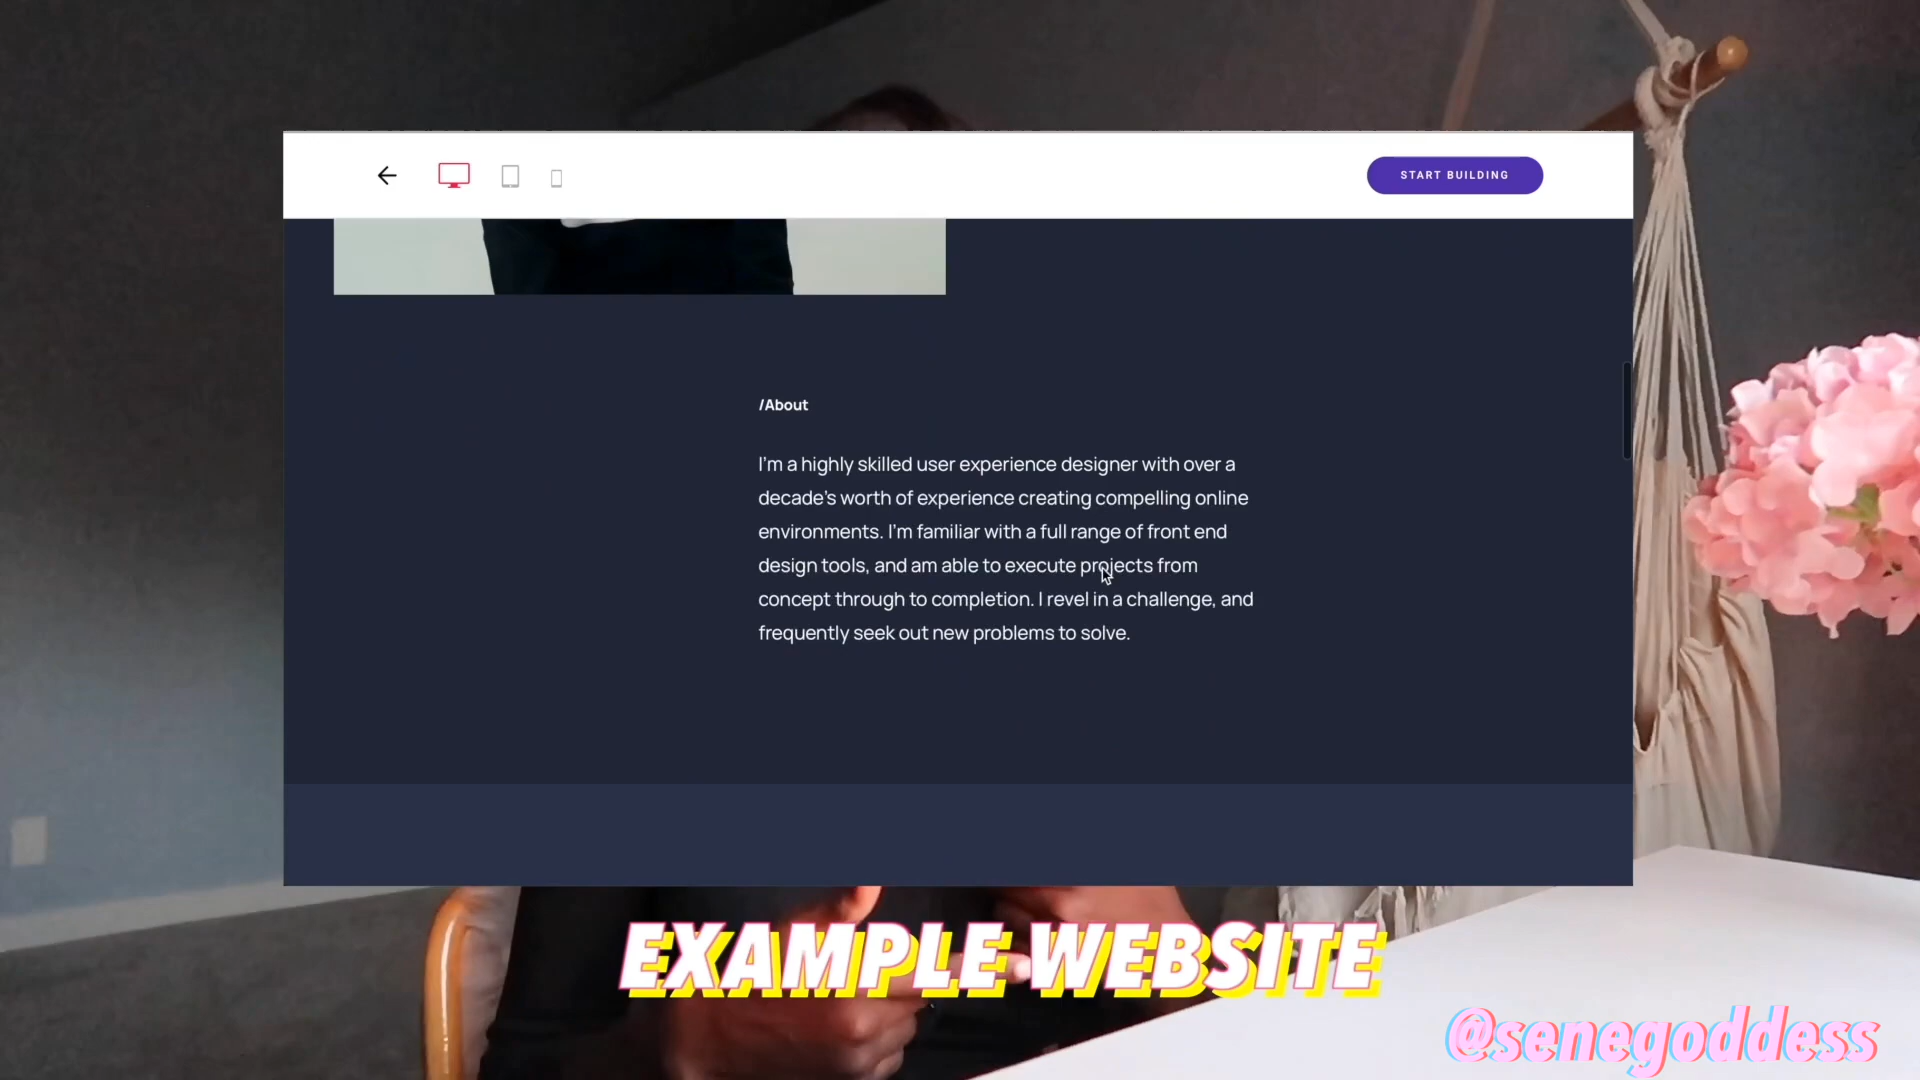 START BUILDING
/About
I'm a highly skilled user experience designer with over a
decade's worth of experience creating compelling online
environments. I'm familiar with a full range of front end
design tools, and am able to execute projects from
concept through to completion. I revel in a challenge, and
frequently seek out new problems to solve.
EXAMPLE WEBSITE
@senegoddess